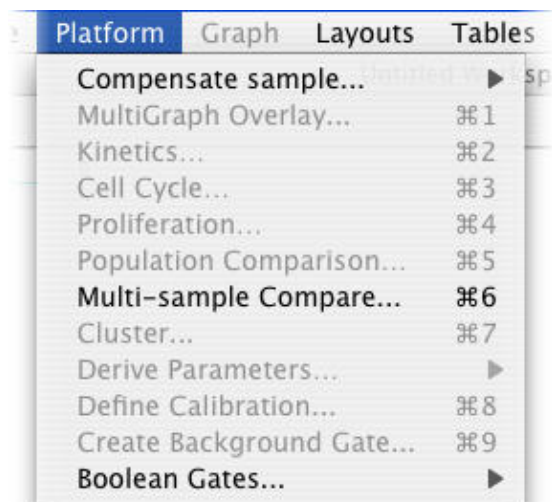 Platform Graph Layouts Tables
Compensate sample... ▶
MultiGraph Overlay... ⌘1
Kinetics... ⌘2
Cell Cycle... ⌘3
Proliferation... ⌘4
Population Comparison... ⌘5
Multi-sample Compare... ⌘6
Cluster... ⌘7
Derive Parameters... ▶
Define Calibration... ⌘8
Create Background Gate... ⌘9
Boolean Gates... ▶